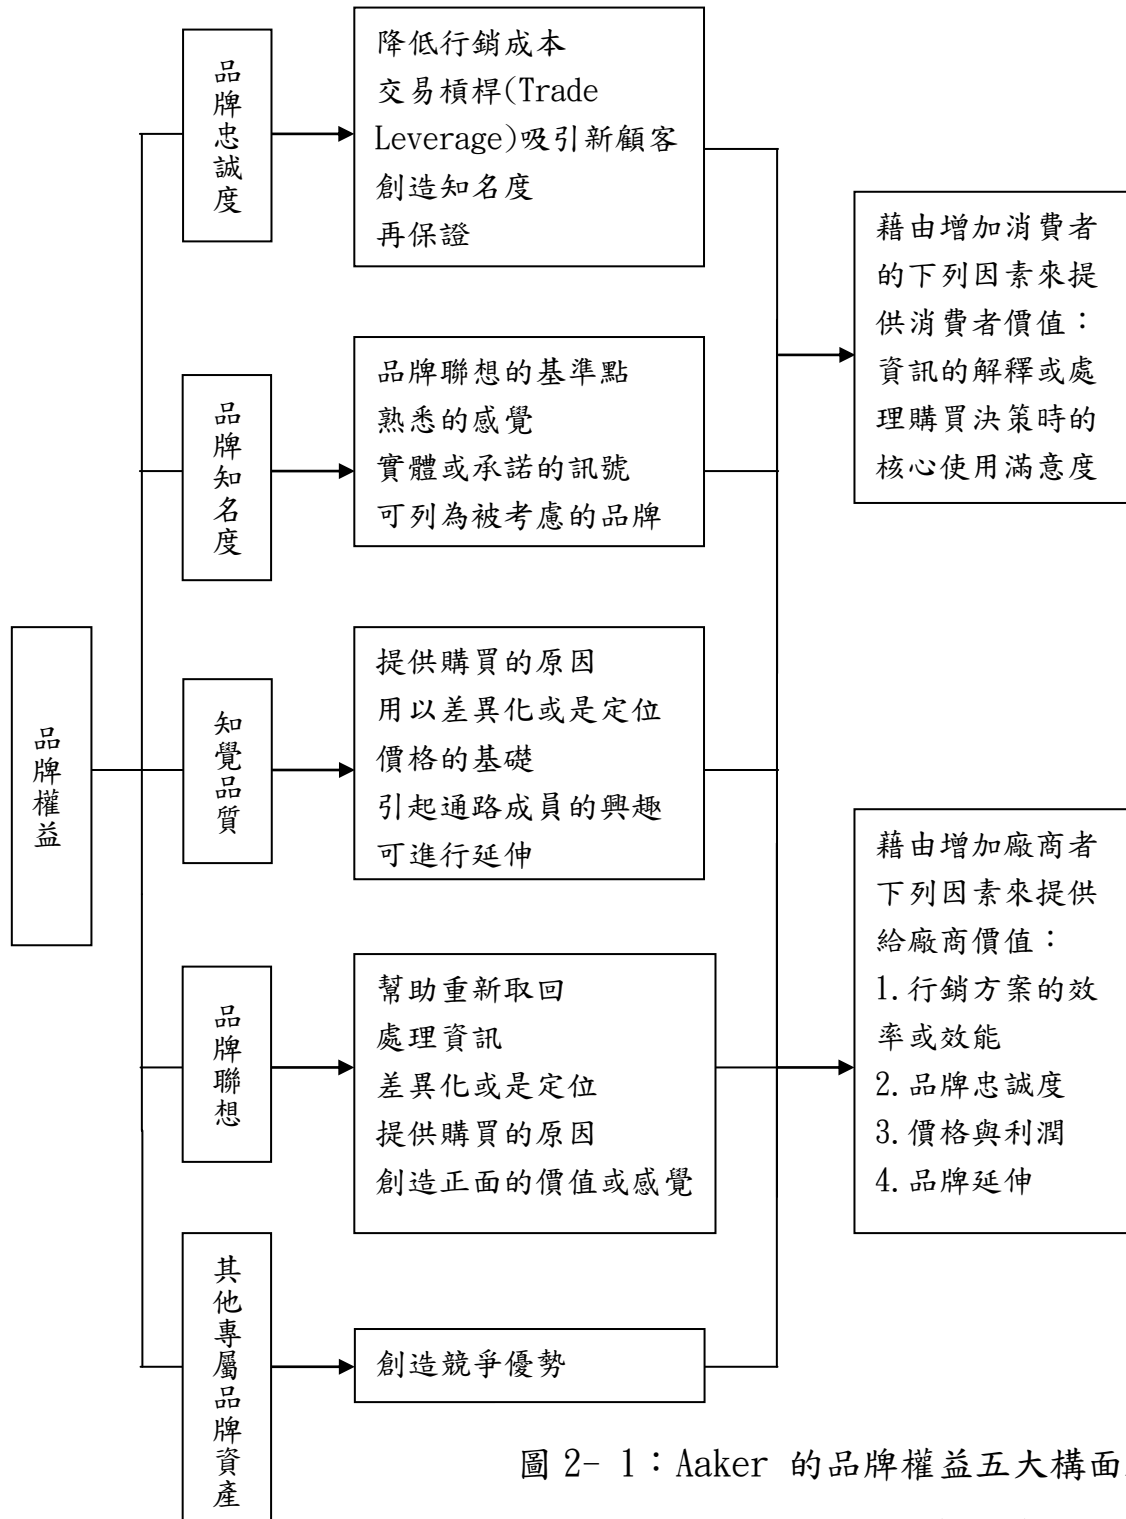 品牌權益
品牌忠誠度
降低行銷成本
交易槓桿(Trade
Leverage)吸引新顧客
創造知名度
再保證
品牌知名度
品牌聯想的基準點
熟悉的感覺
實體或承諾的訊號
可列為被考慮的品牌
知覺品質
提供購買的原因
用以差異化或是定位
價格的基礎
引起通路成員的興趣
可進行延伸
品牌聯想
幫助重新取回
處理資訊
差異化或是定位
提供購買的原因
創造正面的價值或感覺
其他專屬品牌資產
創造競爭優勢
藉由增加消費者
的下列因素來提
供消費者價值：
資訊的解釋或處
理購買決策時的
核心使用滿意度
藉由增加廠商者
下列因素來提供
給廠商價值：
1.行銷方案的效
率或效能
2.品牌忠誠度
3.價格與利潤
4.品牌延伸
圖 2- 1：Aaker 的品牌權益五大構面